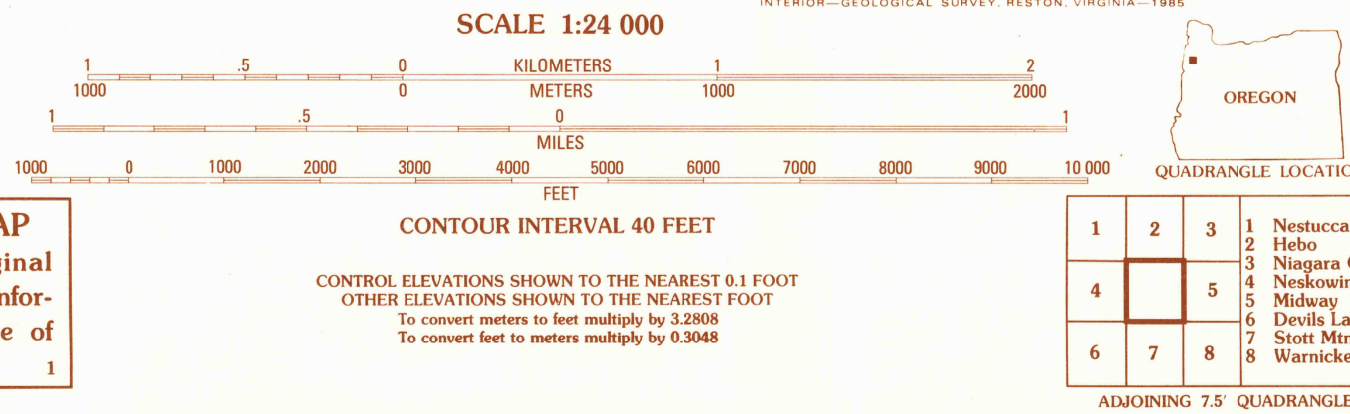 INTERIOR—GEOLOGICAL SURVEY, RESTON, VIRGINIA—1985
SCALE 1:24 000
1 .5 0 KILOMETERS 1 2
1000 0 METERS 1000 2000
1 .5 0 1
MILES
1000 0 1000 2000 3000 4000 5000 6000 7000 8000 9000 10 000
FEET
CONTOUR INTERVAL 40 FEET
CONTROL ELEVATIONS SHOWN TO THE NEAREST 0.1 FOOT
OTHER ELEVATIONS SHOWN TO THE NEAREST FOOT
To convert meters to feet multiply by 3.2808
To convert feet to meters multiply by 0.3048
AP
ginal
nfor-
e of
1
OREGON
QUADRANGLE LOCATIO
1 2 3
4 5
6 7 8
1 Nestucca
2 Hebo
3 Niagara
4 Neskowin
5 Midway
6 Devils La
7 Stott Mtn
8 Warnicke
ADJOINING 7.5′ QUADRANGLE